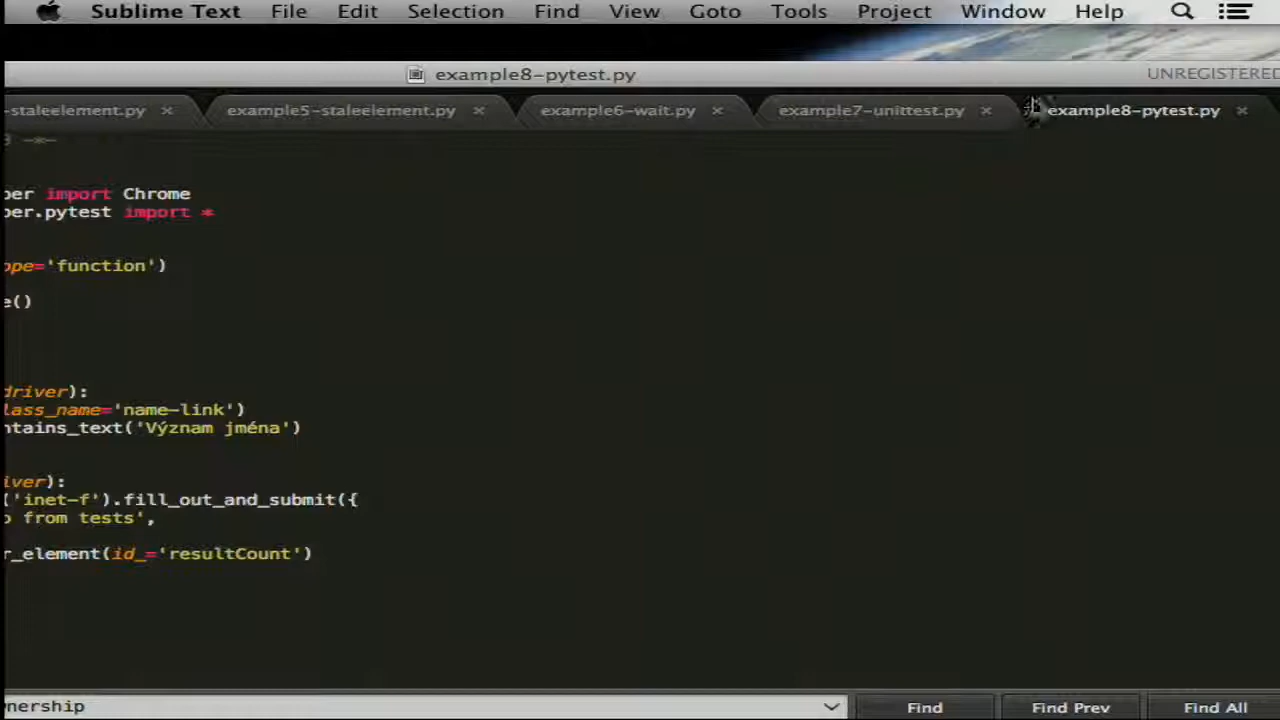 Sublime Text File Edit Selection Find View Goto Tools Project Window Help
example8-pytest.py UNREGISTERED
-staleelement.py × example5-staleelement.py × example6-wait.py × example7-unittest.py × example8-pytest.py ×
-*-
per import Chrome
per.pytest import *
ope='function')
e()
driver):
lass_name='name-link')
ntains_text('Význam jména')
iver):
('inet-f').fill_out_and_submit({
o from tests',
r_element(id_='resultCount')
nership Find Find Prev Find All